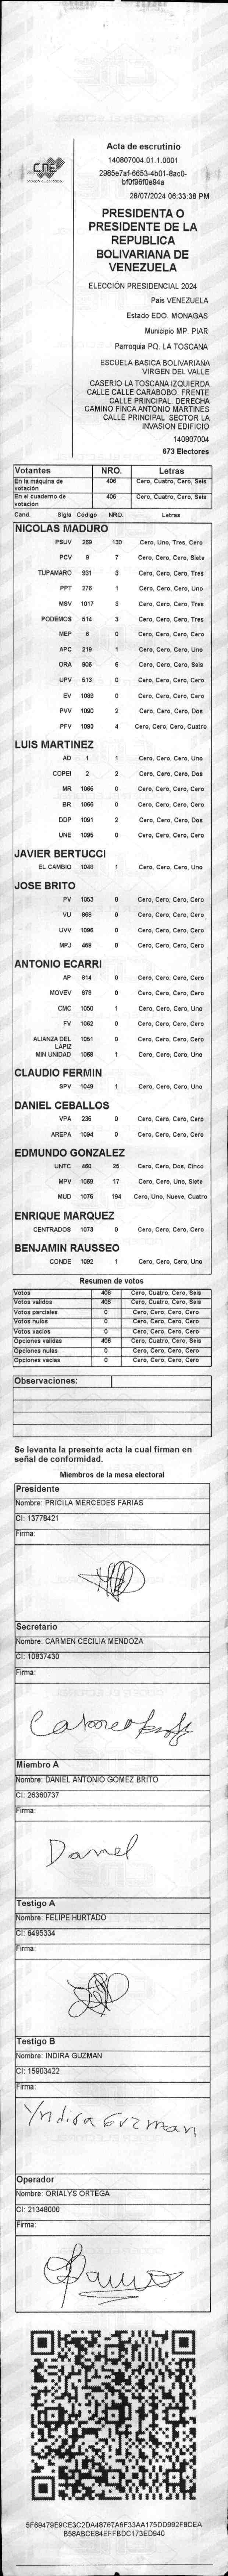 CNE
Acta de escrutinio
140807004.01.1.0001
2985e7af-6653-4b01-8ac0-
bf0f96f0e94a
28/07/2024 06:33:38 PM
PRESIDENTA O
PRESIDENTE DE LA
REPUBLICA
BOLIVARIANA DE
VENEZUELA
ELECCIÓN PRESIDENCIAL 2024
Pais VENEZUELA
Estado EDO. MONAGAS
Municipio MP. PIAR
Parroquia PQ. LA TOSCANA
ESCUELA BASICA BOLIVARIANA
VIRGEN DEL VALLE
CASERIO LA TOSCANA IZQUIERDA
CALLE CALLE CARABOBO. FRENTE
CALLE PRINCIPAL. DERECHA
CAMINO FINCA ANTONIO MARTINES
CALLE PRINCIPAL SECTOR LA
INVASION EDIFICIO
140807004
673 Electores
Votantes NRO. Letras
En la máquina de votación 406 Cero, Cuatro, Cero, Seis
En el cuaderno de votación 406 Cero, Cuatro, Cero, Seis
Cand. Sigla Código NRO. Letras
NICOLAS MADURO
PSUV 269 130 Cero, Uno, Tres, Cero
PCV 9 7 Cero, Cero, Cero, Siete
TUPAMARO 931 3 Cero, Cero, Cero, Tres
PPT 276 1 Cero, Cero, Cero, Uno
MSV 1017 3 Cero, Cero, Cero, Tres
PODEMOS 514 3 Cero, Cero, Cero, Tres
MEP 6 0 Cero, Cero, Cero, Cero
APC 219 1 Cero, Cero, Cero, Uno
ORA 906 6 Cero, Cero, Cero, Seis
UPV 513 0 Cero, Cero, Cero, Cero
EV 1089 0 Cero, Cero, Cero, Cero
PVV 1090 2 Cero, Cero, Cero, Dos
PFV 1093 4 Cero, Cero, Cero, Cuatro
LUIS MARTINEZ
AD 1 1 Cero, Cero, Cero, Uno
COPEI 2 2 Cero, Cero, Cero, Dos
MR 1065 0 Cero, Cero, Cero, Cero
BR 1066 0 Cero, Cero, Cero, Cero
DDP 1091 2 Cero, Cero, Cero, Dos
UNE 1095 0 Cero, Cero, Cero, Cero
JAVIER BERTUCCI
EL CAMBIO 1048 1 Cero, Cero, Cero, Uno
JOSE BRITO
PV 1053 0 Cero, Cero, Cero, Cero
VU 868 0 Cero, Cero, Cero, Cero
UVV 1096 0 Cero, Cero, Cero, Cero
MPJ 458 0 Cero, Cero, Cero, Cero
ANTONIO ECARRI
AP 814 0 Cero, Cero, Cero, Cero
MOVEV 878 0 Cero, Cero, Cero, Cero
CMC 1050 1 Cero, Cero, Cero, Uno
FV 1062 0 Cero, Cero, Cero, Cero
ALIANZA DEL LAPIZ 1051 0 Cero, Cero, Cero, Cero
MIN UNIDAD 1068 1 Cero, Cero, Cero, Uno
CLAUDIO FERMIN
SPV 1049 1 Cero, Cero, Cero, Uno
DANIEL CEBALLOS
VPA 236 0 Cero, Cero, Cero, Cero
AREPA 1094 0 Cero, Cero, Cero, Cero
EDMUNDO GONZALEZ
UNTC 460 25 Cero, Cero, Dos, Cinco
MPV 1069 17 Cero, Cero, Uno, Siete
MUD 1075 194 Cero, Uno, Nueve, Cuatro
ENRIQUE MARQUEZ
CENTRADOS 1073 0 Cero, Cero, Cero, Cero
BENJAMIN RAUSSEO
CONDE 1092 1 Cero, Cero, Cero, Uno
Resumen de votos
Votos 406 Cero, Cuatro, Cero, Seis
Votos validos 406 Cero, Cuatro, Cero, Seis
Votos parciales 0 Cero, Cero, Cero, Cero
Votos nulos 0 Cero, Cero, Cero, Cero
Votos vacios 0 Cero, Cero, Cero, Cero
Opciones validas 406 Cero, Cuatro, Cero, Seis
Opciones nulas 0 Cero, Cero, Cero, Cero
Opciones vacias 0 Cero, Cero, Cero, Cero
Observaciones:
Se levanta la presente acta la cual firman en
señal de conformidad.
Miembros de la mesa electoral
Presidente
Nombre: PRICILA MERCEDES FARIAS
CI: 13778421
Firma:
Secretario
Nombre: CARMEN CECILIA MENDOZA
CI: 10837430
Firma:
Miembro A
Nombre: DANIEL ANTONIO GOMEZ BRITO
CI: 26360737
Firma:
Daniel
Testigo A
Nombre: FELIPE HURTADO
CI: 6495334
Firma:
Testigo B
Nombre: INDIRA GUZMAN
CI: 15903422
Firma:
Yndira Guzman
Operador
Nombre: ORIALYS ORTEGA
CI: 21348000
Firma:
5F69479E9CE3C2DA48767A6F33AA175DD992F8CEA
B58ABCE84EFFBDC173ED940